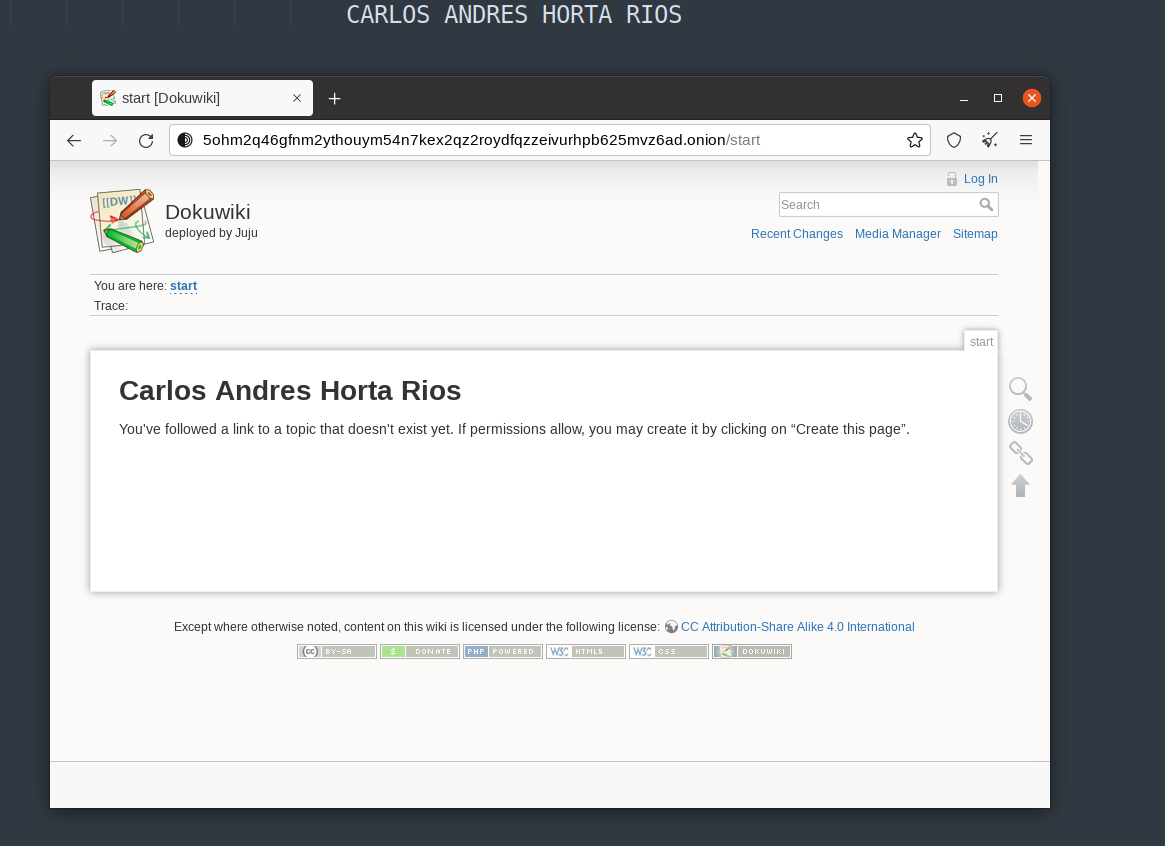 CARLOS ANDRES HORTA RIOS
start [Dokuwiki]
5ohm2q46gfnm2ythouym54n7kex2qz2roydfqzzeivurhpb625mvz6ad.onion/start
Log In
[[DW]]
Dokuwiki
deployed by Juju
Search
Recent Changes Media Manager Sitemap
You are here: start
Trace:
start
Carlos Andres Horta Rios
You've followed a link to a topic that doesn't exist yet. If permissions allow, you may create it by clicking on “Create this page”.
Except where otherwise noted, content on this wiki is licensed under the following license: CC Attribution-Share Alike 4.0 International
cc BY-SA $ DONATE PHP POWERED W3C HTML5 W3C CSS DOKUWIKI